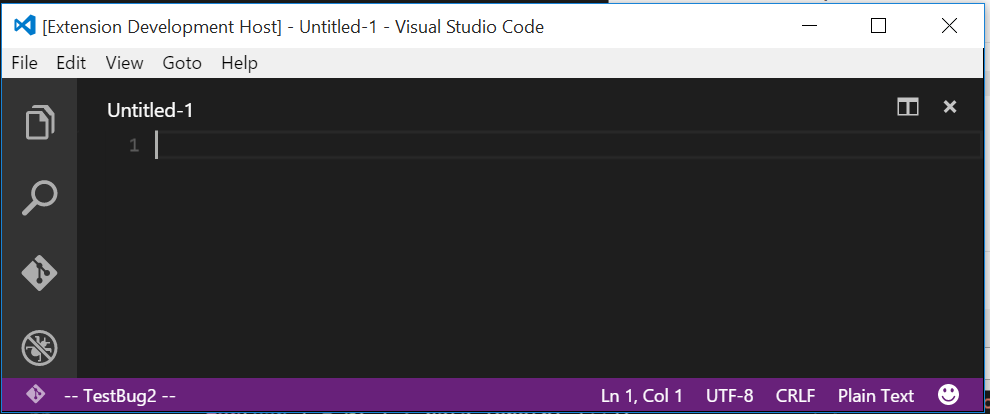 [Extension Development Host] - Untitled-1 - Visual Studio Code
File Edit View Goto Help
Untitled-1
1
-- TestBug2 -- Ln 1, Col 1 UTF-8 CRLF Plain Text